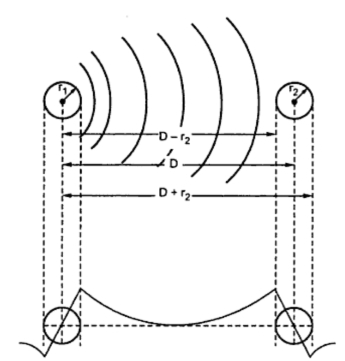 r₁
r₂
D – r₂
D
D + r₂